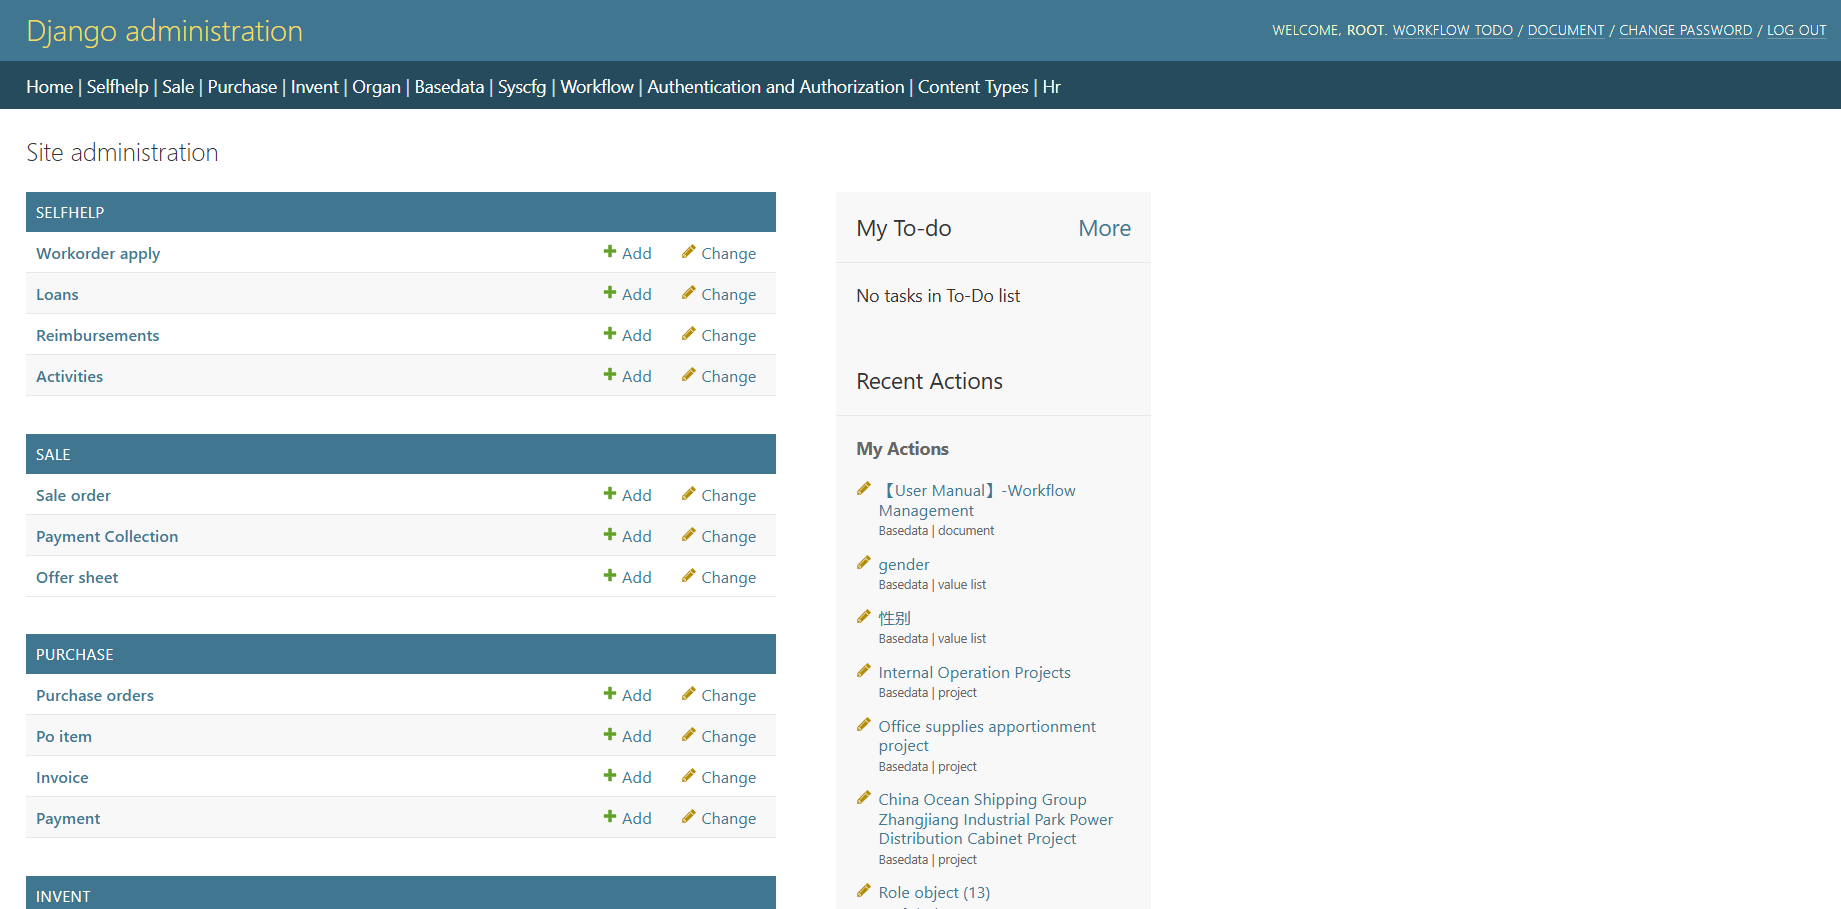 Django administration
WELCOME, ROOT. WORKFLOW TODO / DOCUMENT / CHANGE PASSWORD / LOG OUT
Home | Selfhelp | Sale | Purchase | Invent | Organ | Basedata | Syscfg | Workflow | Authentication and Authorization | Content Types | Hr
Site administration
SELFHELP
Workorder apply Add Change
Loans Add Change
Reimbursements Add Change
Activities Add Change
SALE
Sale order Add Change
Payment Collection Add Change
Offer sheet Add Change
PURCHASE
Purchase orders Add Change
Po item Add Change
Invoice Add Change
Payment Add Change
INVENT
My To-do More
No tasks in To-Do list
Recent Actions
My Actions
【User Manual】-Workflow
Management
Basedata | document
gender
Basedata | value list
性别
Basedata | value list
Internal Operation Projects
Basedata | project
Office supplies apportionment
project
Basedata | project
China Ocean Shipping Group
Zhangjiang Industrial Park Power
Distribution Cabinet Project
Basedata | project
Role object (13)